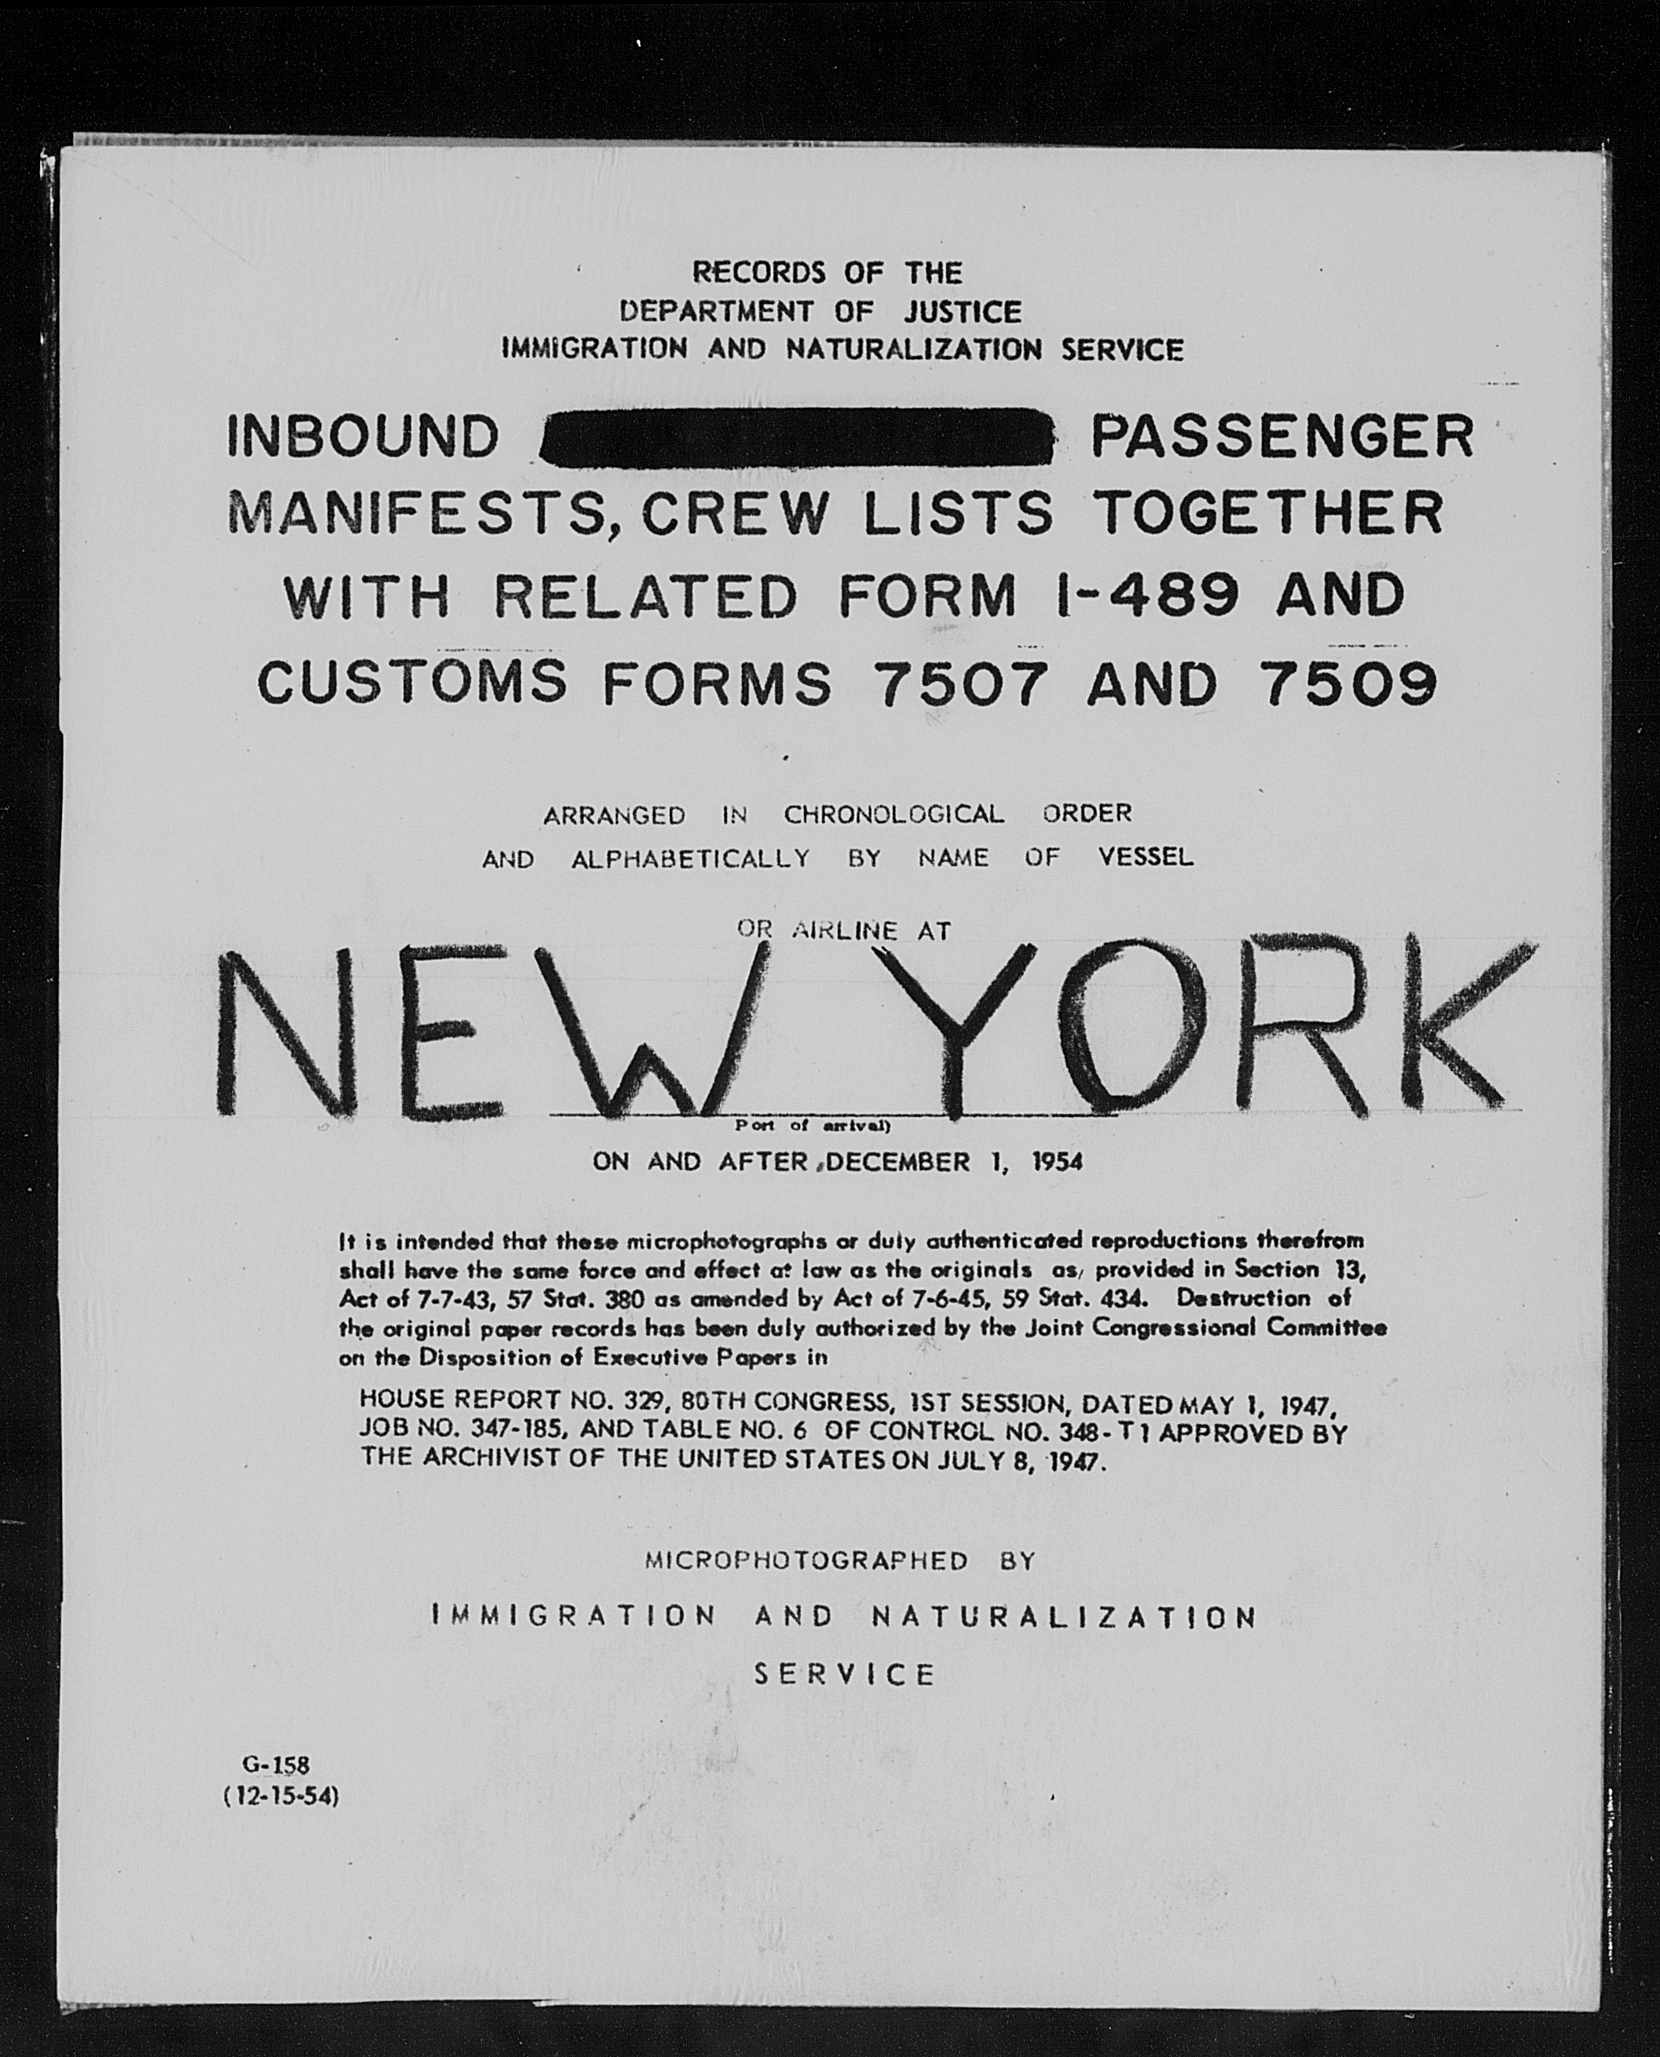 RECORDS OF THE
DEPARTMENT OF JUSTICE
IMMIGRATION AND NATURALIZATION SERVICE
INBOUND PASSENGER
MANIFESTS, CREW LISTS TOGETHER
WITH RELATED FORM I-489 AND
CUSTOMS FORMS 7507 AND 7509
ARRANGED IN CHRONOLOGICAL ORDER
AND ALPHABETICALLY BY NAME OF VESSEL
OR AIRLINE AT
NEW YORK
Port of arrival)
ON AND AFTER DECEMBER 1, 1954
It is intended that these microphotographs or duly authenticated reproductions therefrom
shall have the same force and effect at law as the originals as, provided in Section 13,
Act of 7-7-43, 57 Stat. 380 as amended by Act of 7-6-45, 59 Stat. 434. Destruction of
the original paper records has been duly authorized by the Joint Congressional Committee
on the Disposition of Executive Papers in
HOUSE REPORT NO. 329, 80TH CONGRESS, 1ST SESSION, DATED MAY 1, 1947,
JOB NO. 347-185, AND TABLE NO. 6 OF CONTROL NO. 348-T1 APPROVED BY
THE ARCHIVIST OF THE UNITED STATES ON JULY 8, 1947.
MICROPHOTOGRAPHED BY
IMMIGRATION AND NATURALIZATION
SERVICE
G-158
(12-15-54)